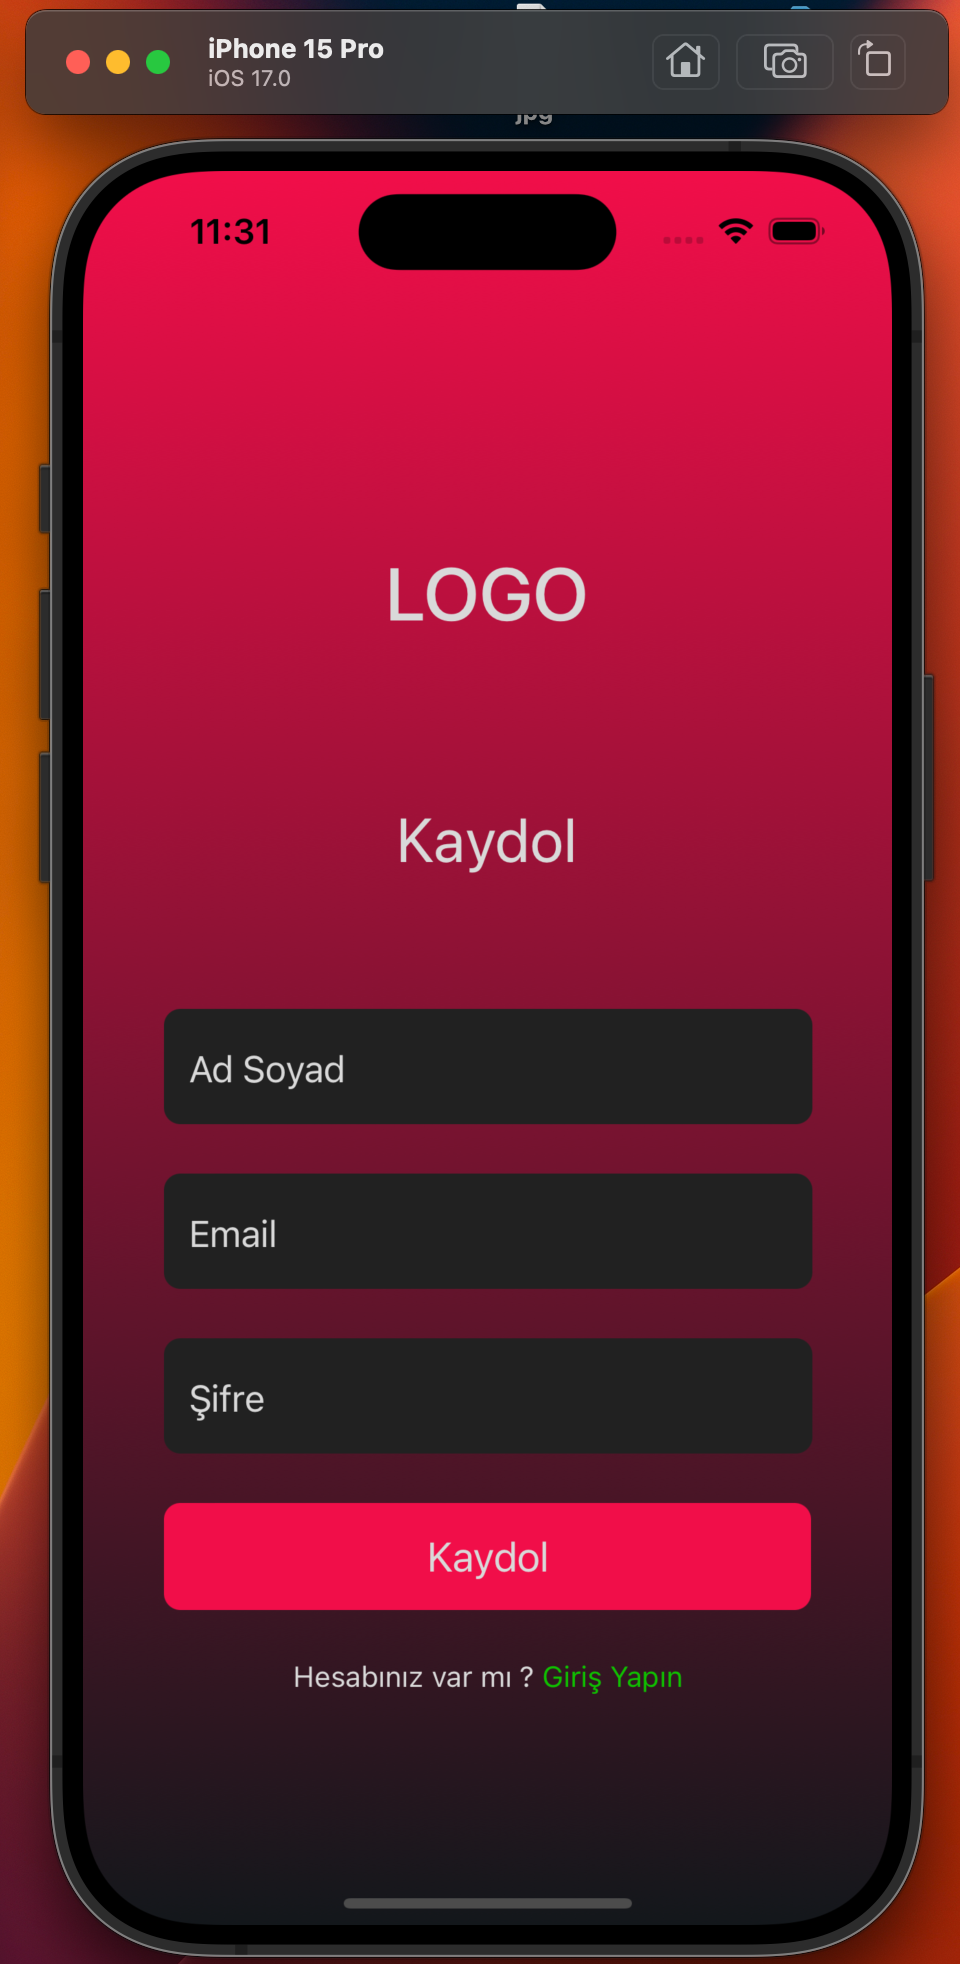 iPhone 15 Pro
iOS 17.0
jpg
11:31
LOGO
Kaydol
Ad Soyad
Email
Şifre
Kaydol
Hesabınız var mı ? Giriş Yapın